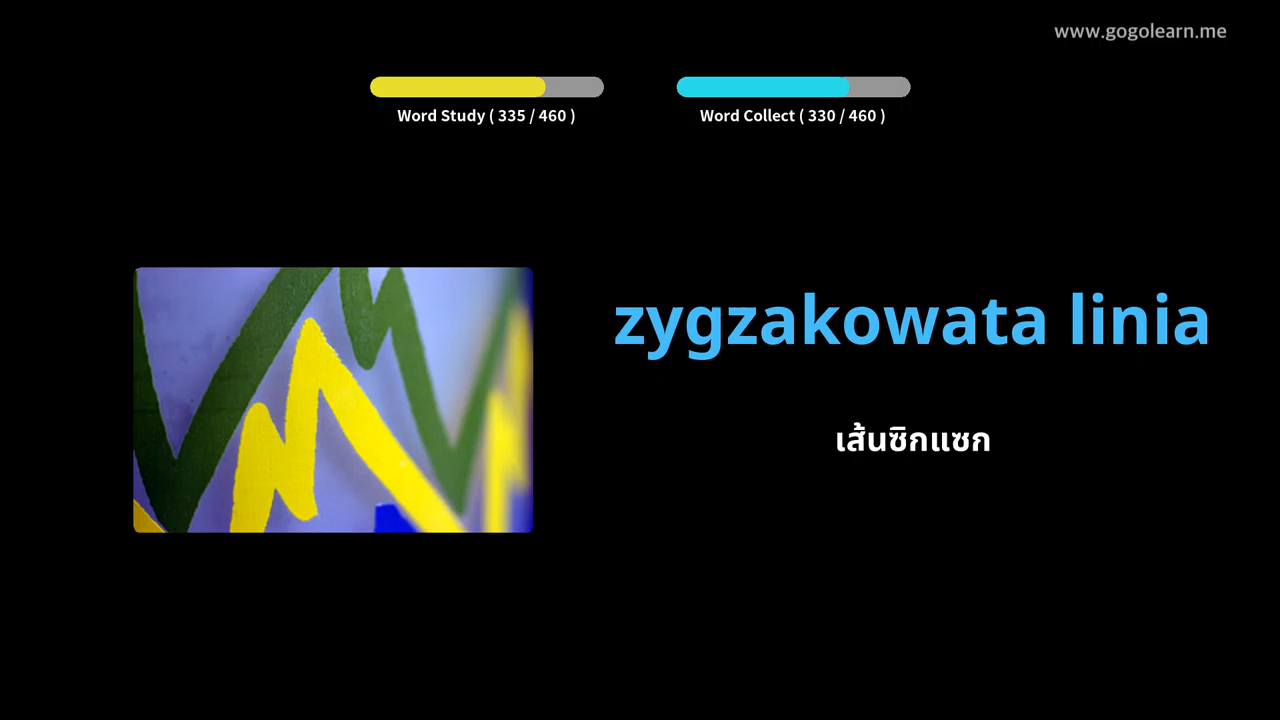 www.gogolearn.me
Word Study ( 335 / 460 )
Word Collect ( 330 / 460 )
zygzakowata linia
เส้นซิกแซก